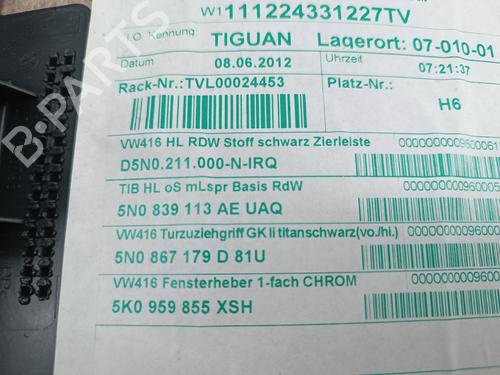 W1111224331227TV
I.O. Kennung: TIGUAN Lagerort: 07-010-01
Datum 08.06.2012 Uhrzeit 07:21:37
Rack-Nr.:TVL00024453 Platz-Nr.: H6
VW416 HL RDW Stoff schwarz Zierleiste
D5N0.211.000-N-IRQ
TIB HL oS mLspr Basis RdW
5N0 839 113 AE UAQ
VW416 Turzuziehgriff GK li titanschwarz(vo./hi.)
5N0 867 179 D 81U
VW416 Fensterheber 1-fach CHROM
5K0 959 855 XSH
B-PARTS